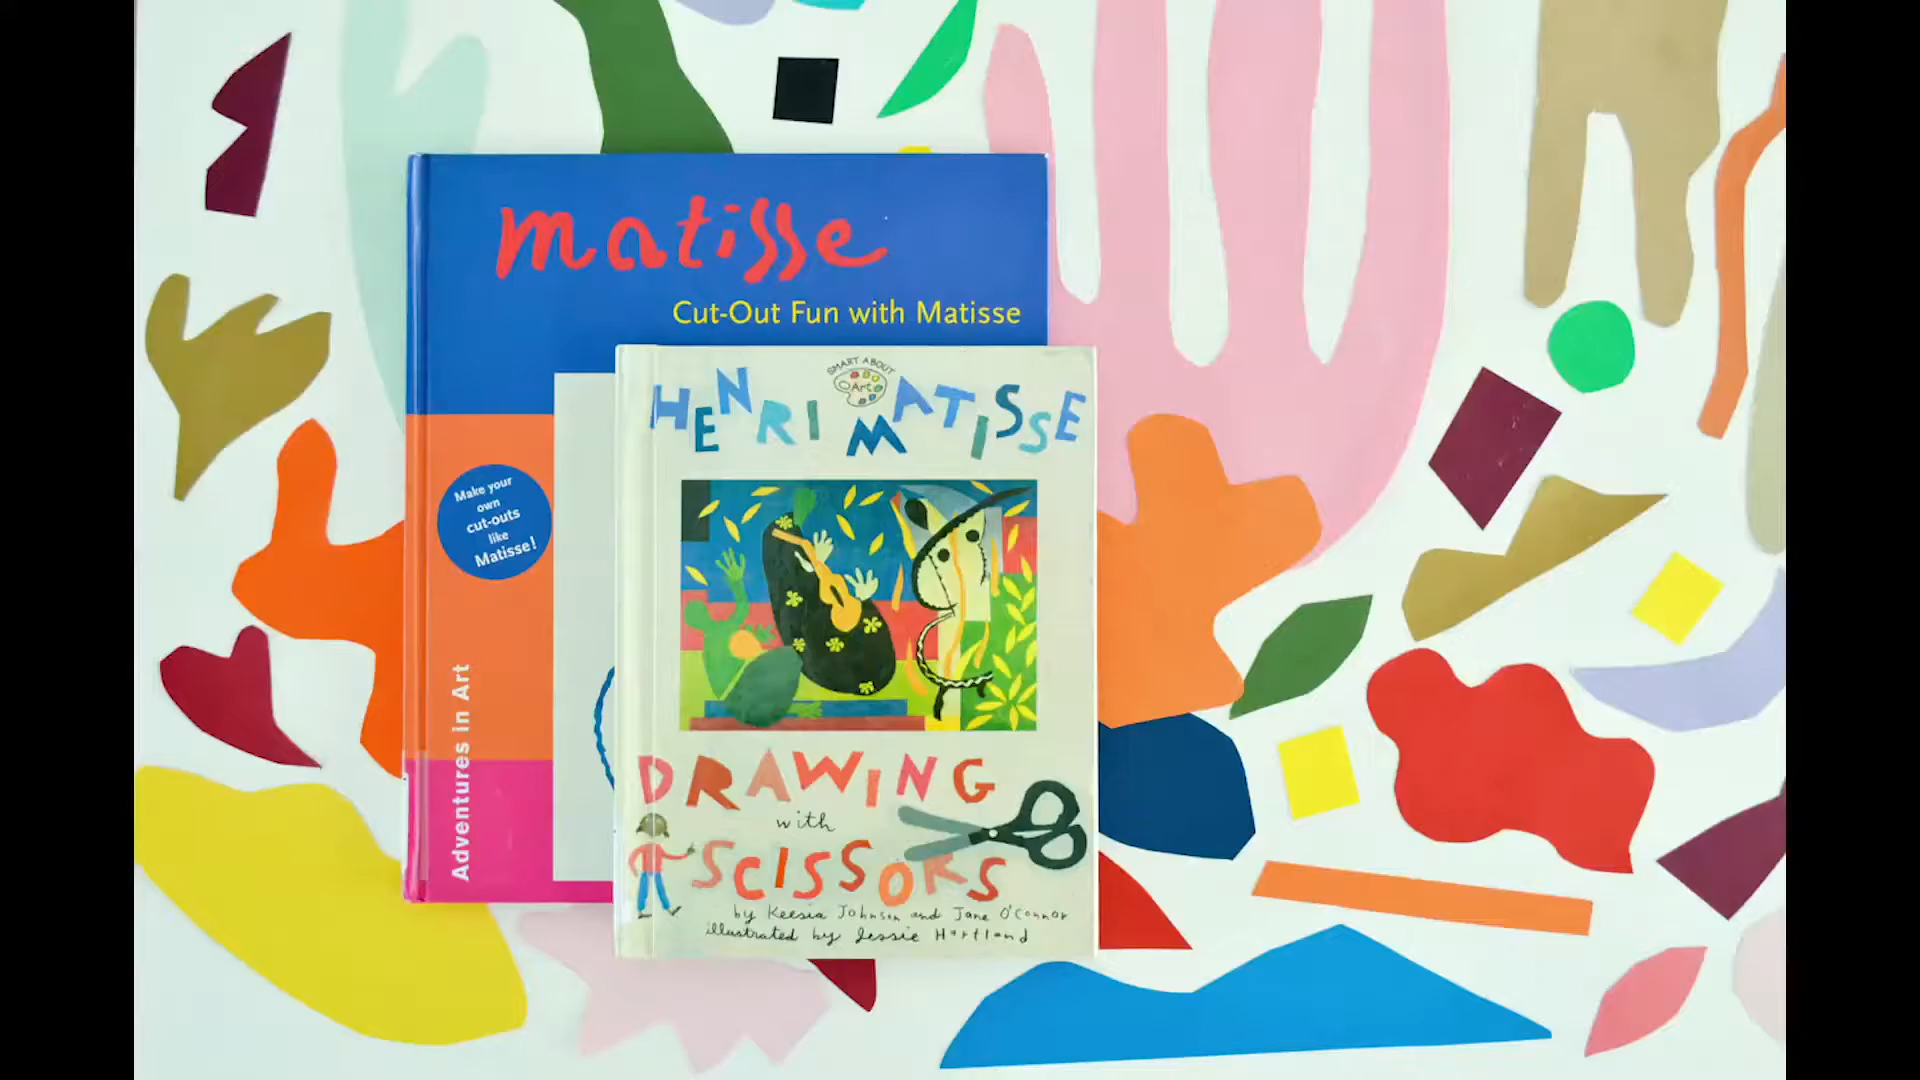 matisse
Cut-Out Fun with Matisse
Make your
own
cut-outs
like
Matisse!
Adventures in Art
SMART ABOUT
Art
HENRI MATISSE
DRAWING
with
SCISSORS
by Keesia Johnson and Jane O'Connor
illustrated by Jessie Hartland